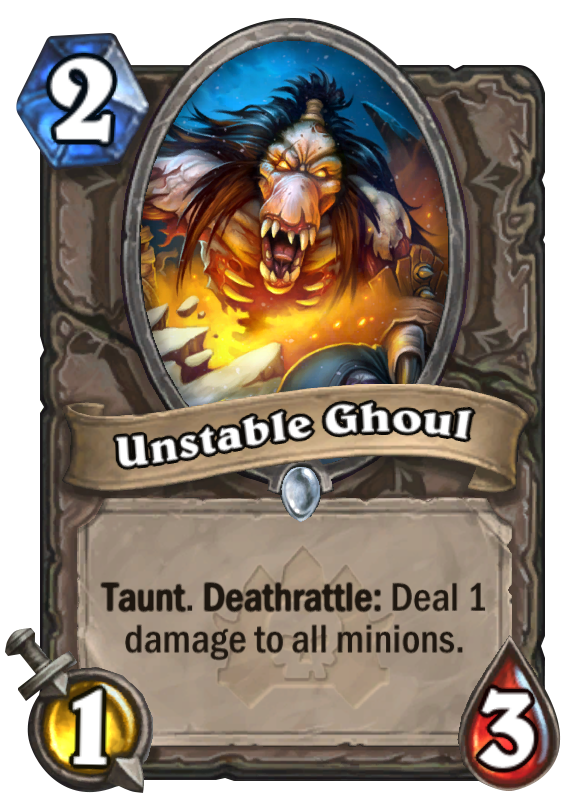 2
Unstable Ghoul
Taunt. Deathrattle: Deal 1
damage to all minions.
1
3